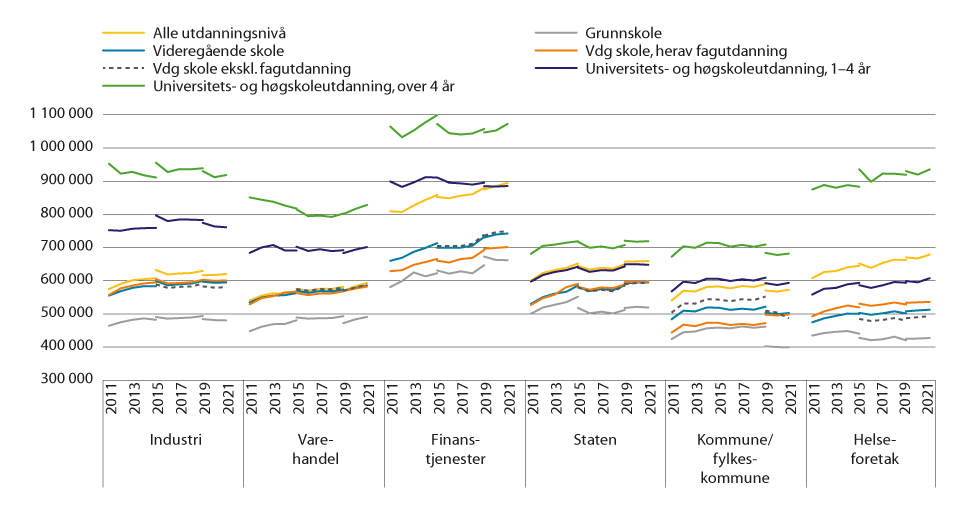 Alle utdanningsnivå
Grunnskole
Videregående skole
Vdg skole, herav fagutdanning
Vdg skole ekskl. fagutdanning
Universitets- og høgskoleutdanning, 1–4 år
Universitets- og høgskoleutdanning, over 4 år
1 100 000
1 000 000
900 000
800 000
700 000
600 000
500 000
400 000
300 000
2011 2013 2015 2017 2019 2021 2011 2013 2015 2017 2019 2021 2011 2013 2015 2017 2019 2021 2011 2013 2015 2017 2019 2021 2011 2013 2015 2017 2019 2021 2011 2013 2015 2017 2019 2021
Industri
Vare-
handel
Finans-
tjenester
Staten
Kommune/
fylkes-
kommune
Helse-
foretak